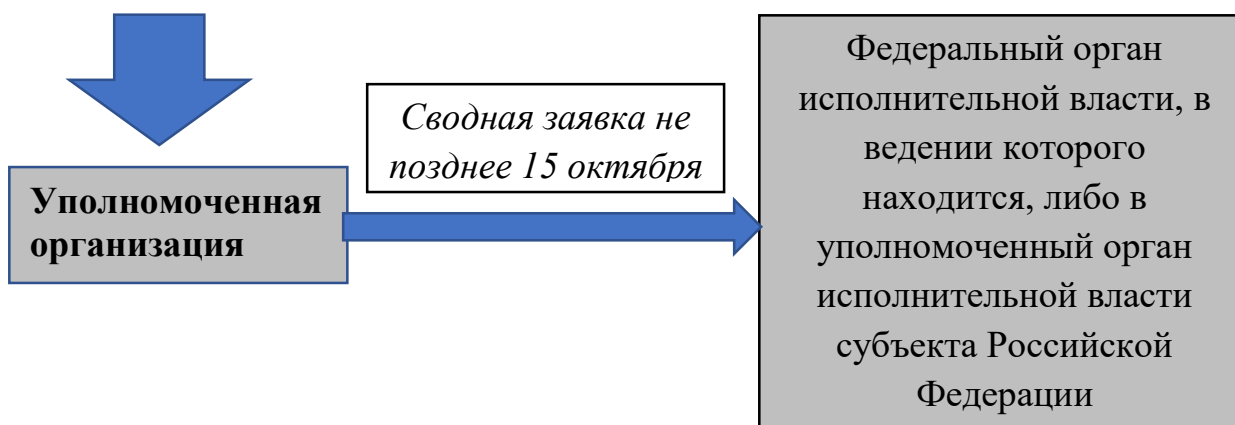 Уполномоченная
организация
Сводная заявка не
позднее 15 октября
Федеральный орган
исполнительной власти, в
ведении которого
находится, либо в
уполномоченный орган
исполнительной власти
субъекта Российской
Федерации